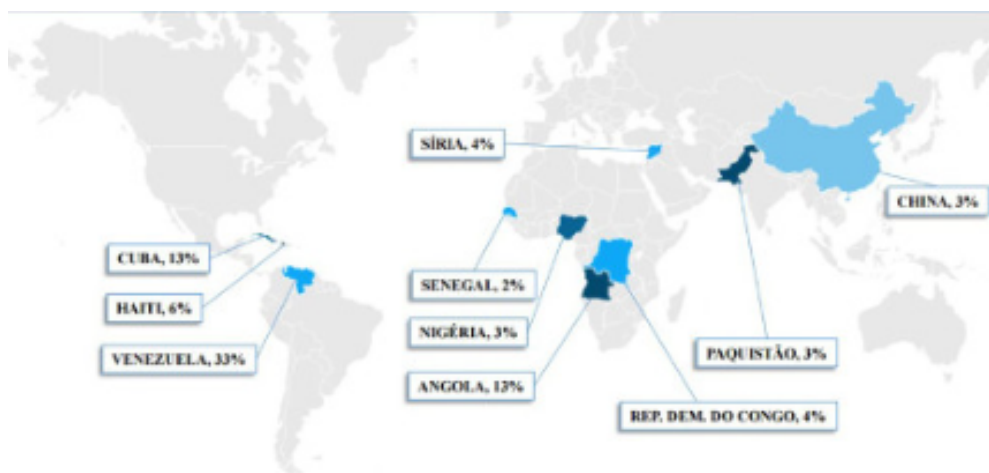 SÍRIA, 4%
CHINA, 3%
CUBA, 13%
HAITI, 6%
VENEZUELA, 33%
SENEGAL, 2%
NIGÉRIA, 3%
ANGOLA, 13%
PAQUISTÃO, 3%
REP. DEM. DO CONGO, 4%